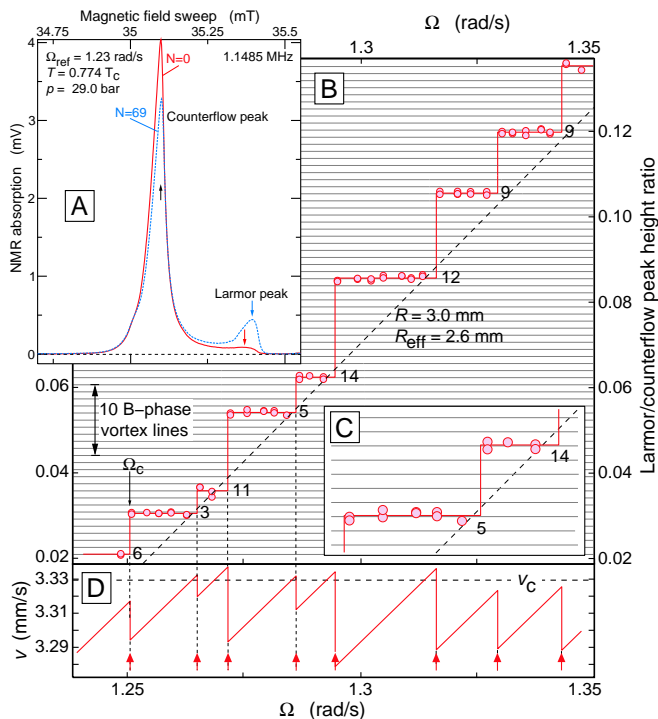 34.75 35 35.25 35.5
Magnetic field sweep (mT)
Ω (rad/s)
1.3 1.35
Ωref = 1.23 rad/s
T = 0.774 Tc
p = 29.0 bar
1.1485 MHz
N=0
N=69
Counterflow peak
A
Larmor peak
NMR absorption (mV)
4
3
2
1
0
B
9
9
12
14
5
11
3
6
R = 3.0 mm
Reff = 2.6 mm
0.12
0.10
0.08
0.06
0.04
0.02
Larmor/counterflow peak height ratio
0.06
0.04
0.02
10 B−phase
vortex lines
Ωc
C
14
5
D
vc
3.33
3.31
3.29
v (mm/s)
1.25 1.3 1.35
Ω (rad/s)